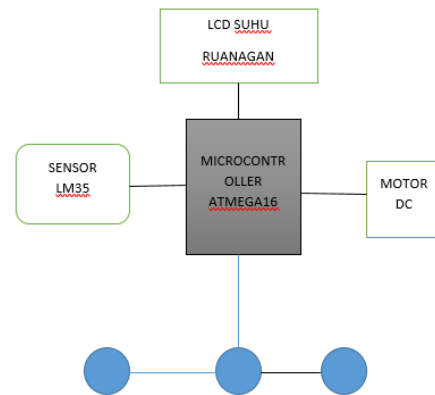 LCD SUHU
RUANAGAN
SENSOR
LM35
MICROCONTR
OLLER
ATMEGA16
MOTOR
DC